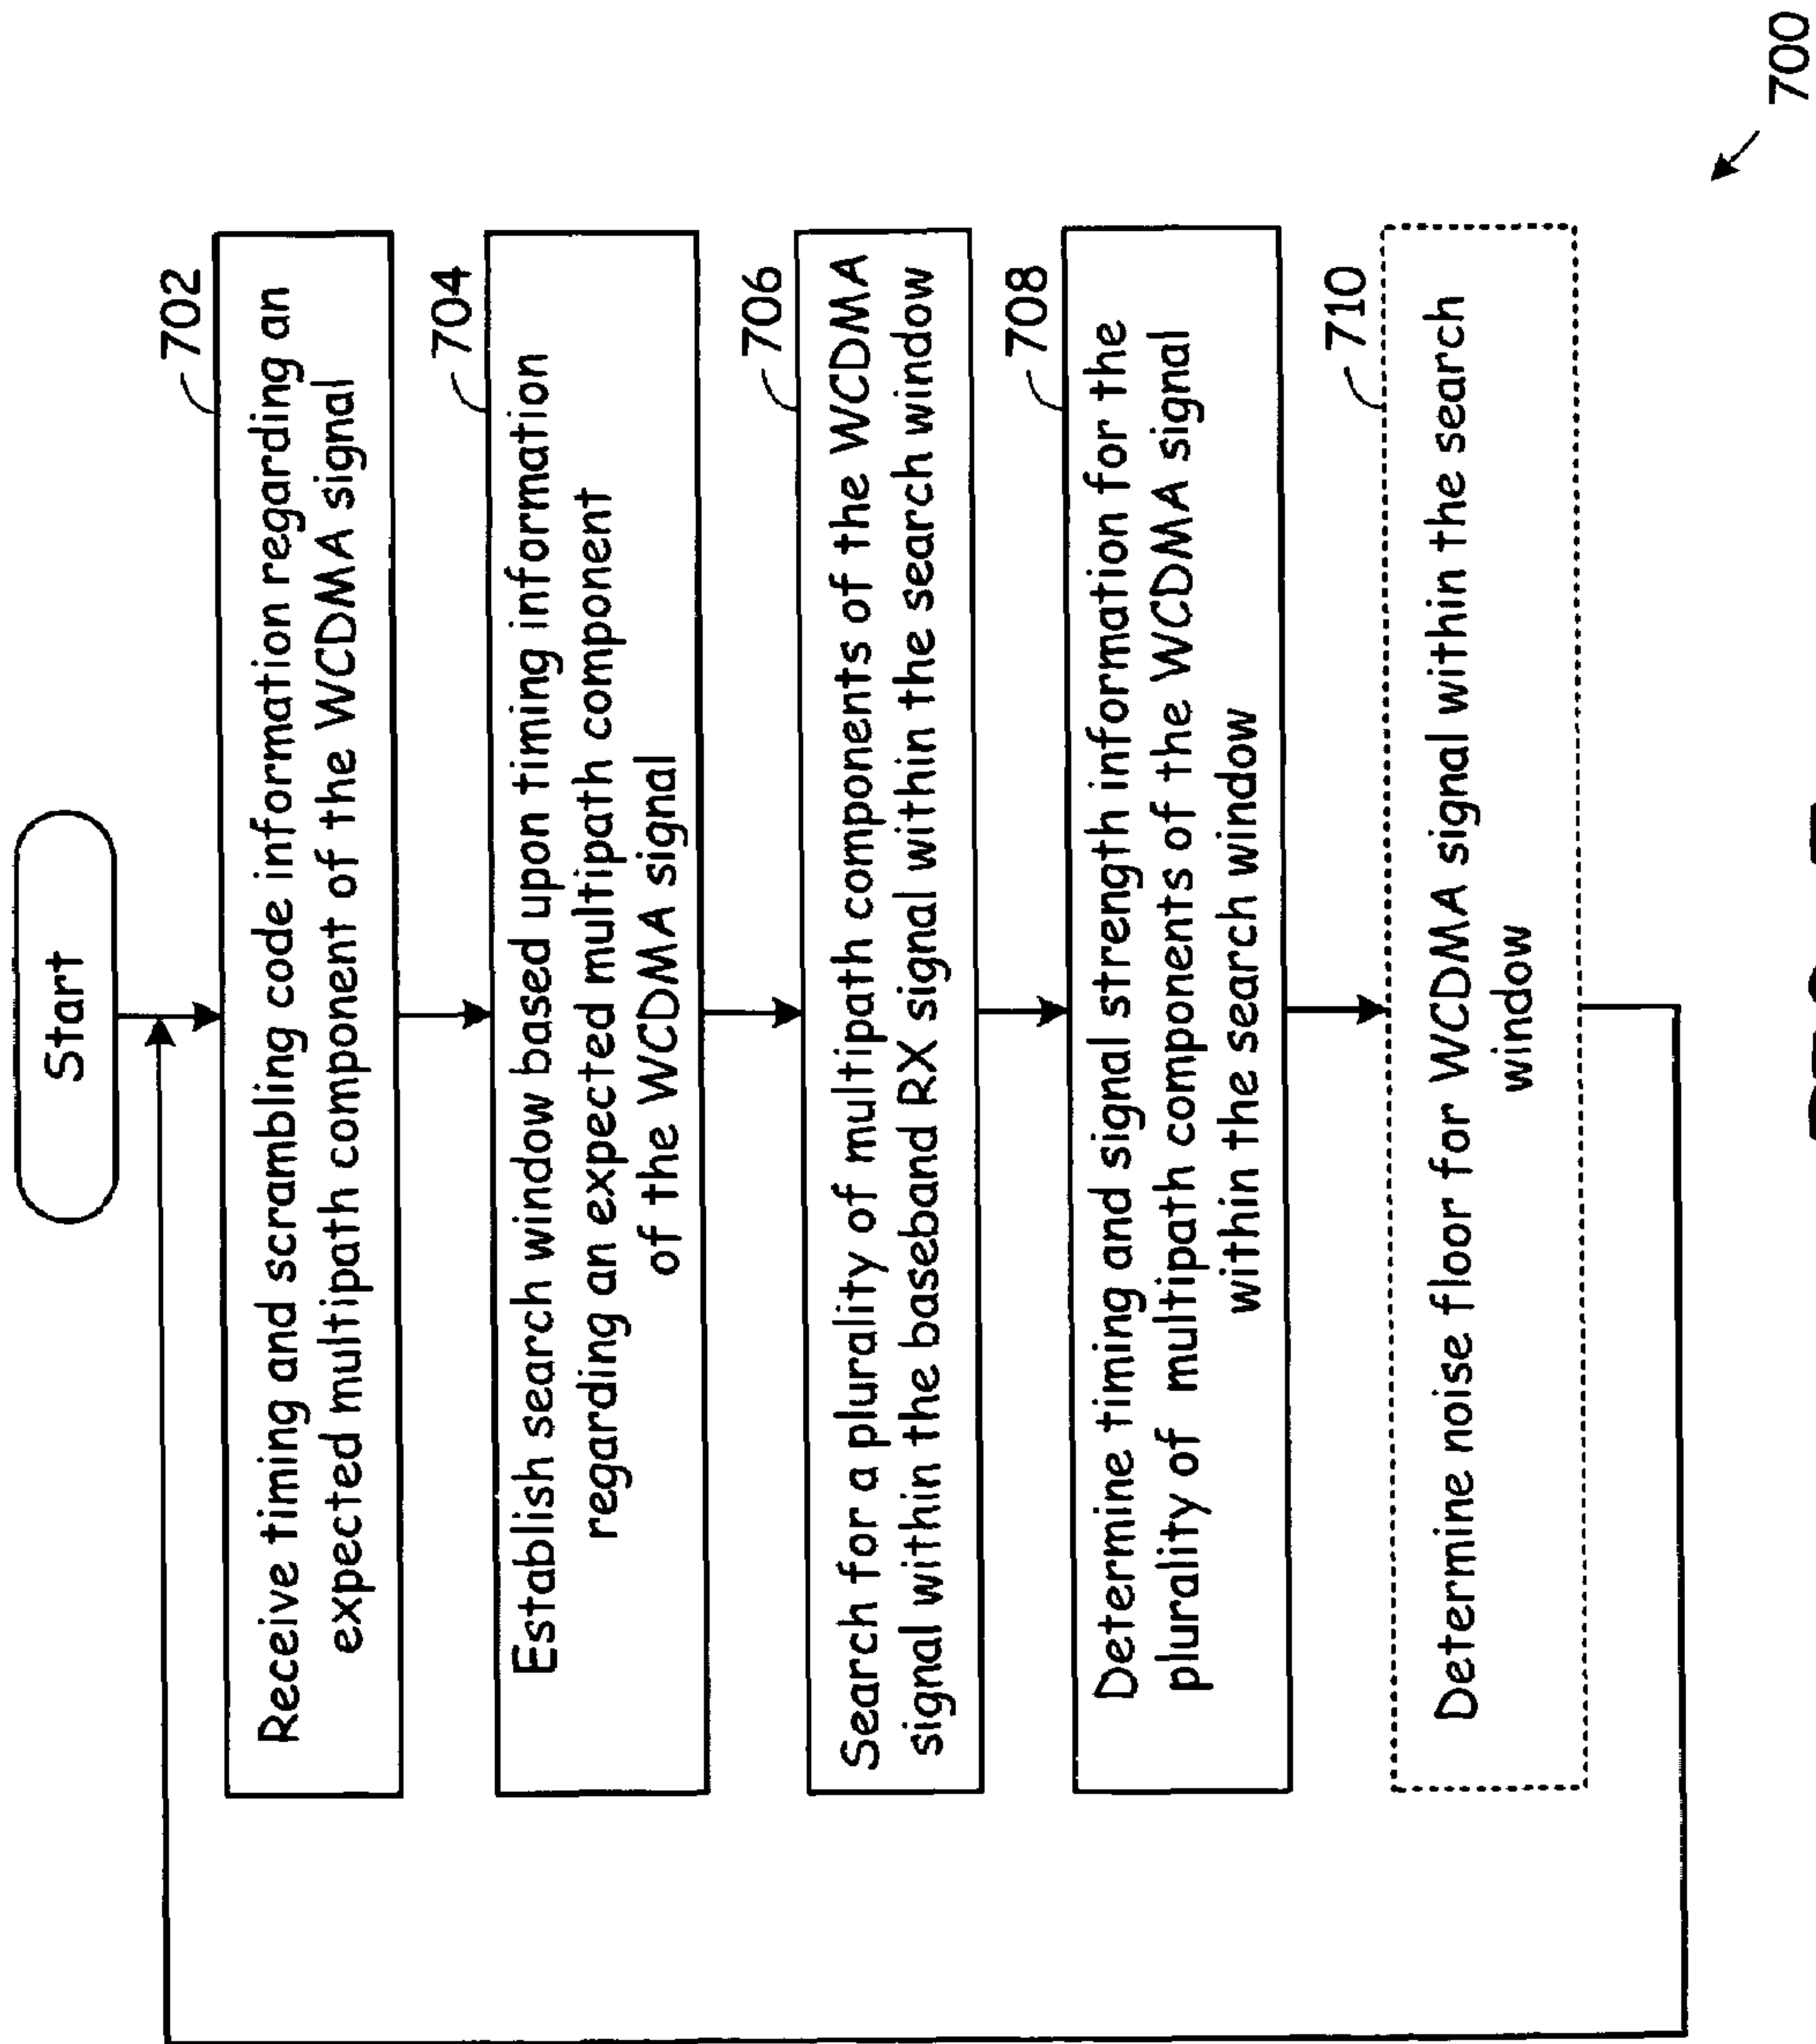 Start
702
Receive timing and scrambling code information regarding an
expected multipath component of the WCDMA signal
704
Establish search window based upon timing information
regarding an expected multipath component
of the WCDMA signal
706
Search for a plurality of multipath components of the WCDMA
signal within the baseband RX signal within the search window
708
Determine timing and signal strength information for the
plurality of multipath components of the WCDMA signal
within the search window
710
Determine noise floor for WCDMA signal within the search
window
700